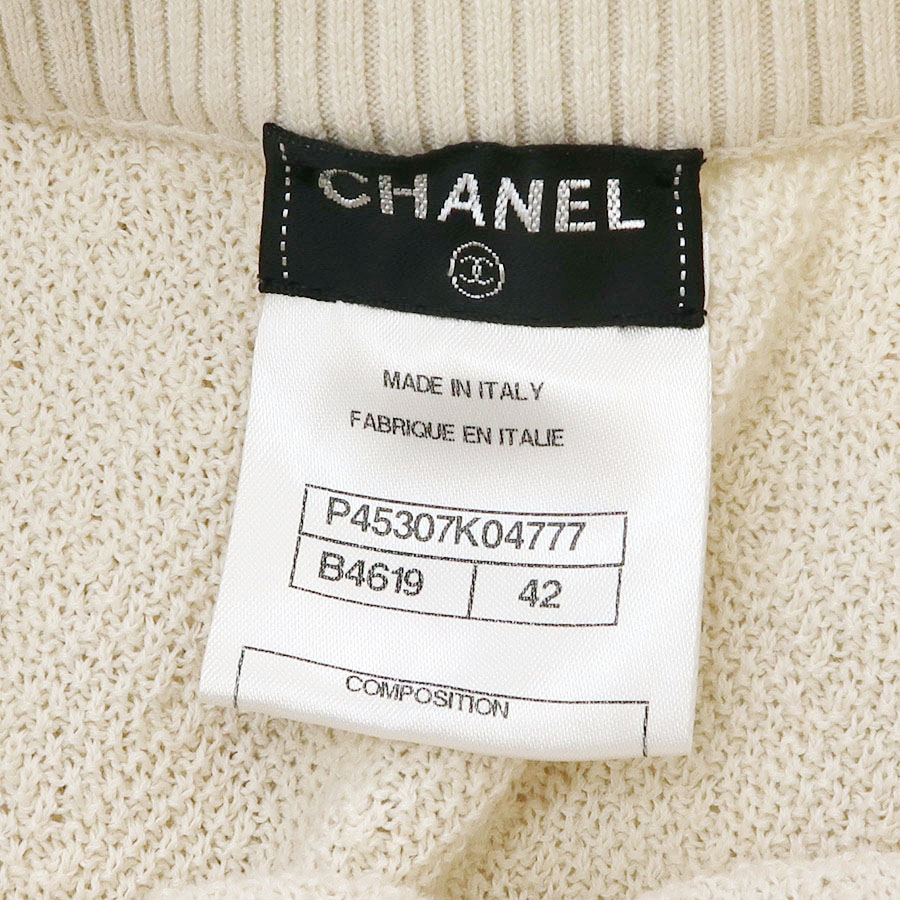 CHANEL
MADE IN ITALY
FABRIQUE EN ITALIE
P45307K04777
B4619 42
COMPOSITION